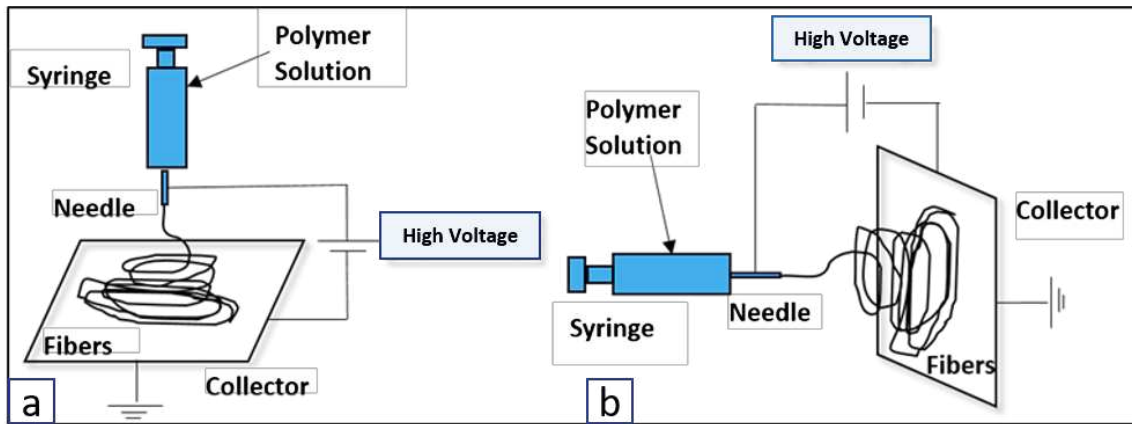 Polymer
Solution
Syringe
Needle
High Voltage
Fibers
Collector
a
High Voltage
Polymer
Solution
Collector
Needle
Syringe
Fibers
b